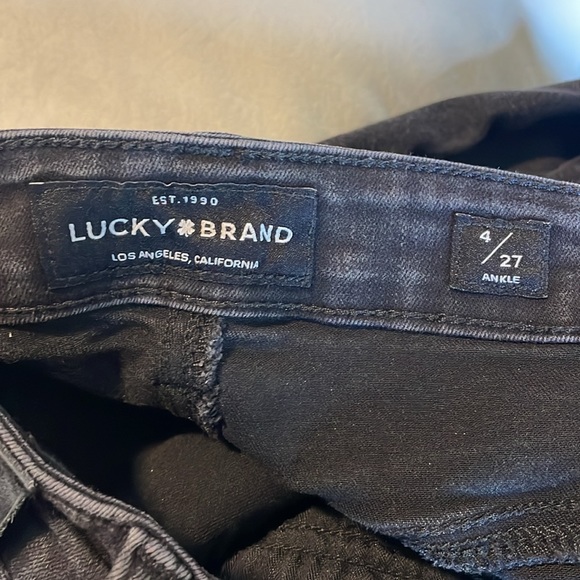 EST. 1990
LUCKY BRAND
LOS ANGELES, CALIFORNIA
4/27
ANKLE